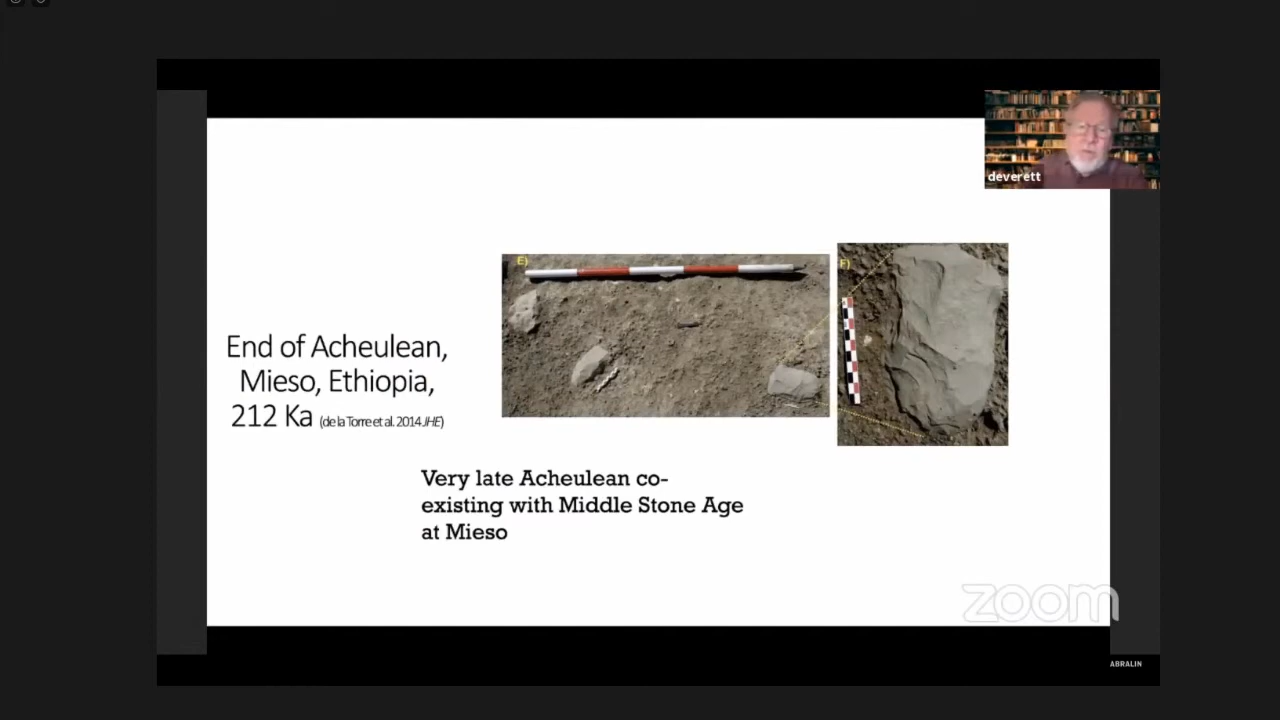 deverett
E)
F)
End of Acheulean,
Mieso, Ethiopia,
212 Ka (de la Torre et al. 2014 JHE)
Very late Acheulean co-
existing with Middle Stone Age
at Mieso
zoom
ABRALIN